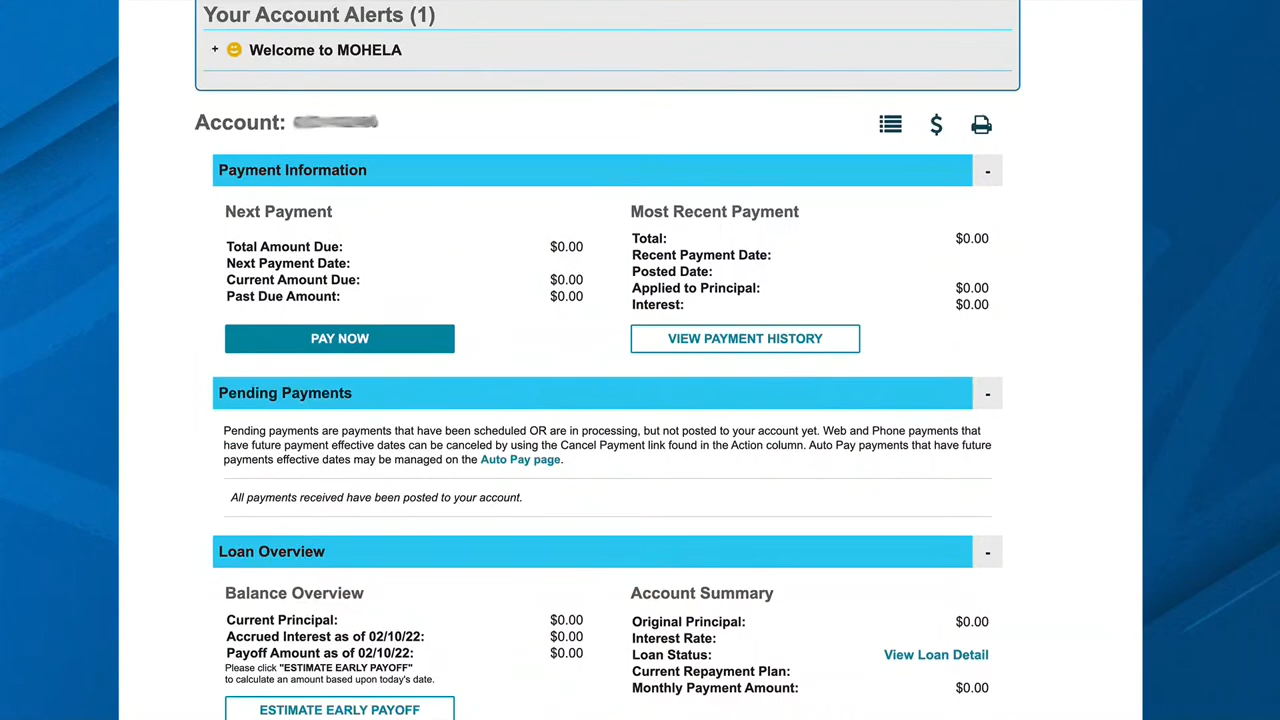 Your Account Alerts (1)
+ Welcome to MOHELA
Account:
Payment Information -
Next Payment
Total Amount Due: $0.00
Next Payment Date:
Current Amount Due: $0.00
Past Due Amount: $0.00
PAY NOW
Most Recent Payment
Total: $0.00
Recent Payment Date:
Posted Date:
Applied to Principal: $0.00
Interest: $0.00
VIEW PAYMENT HISTORY
Pending Payments -
Pending payments are payments that have been scheduled OR are in processing, but not posted to your account yet. Web and Phone payments that
have future payment effective dates can be canceled by using the Cancel Payment link found in the Action column. Auto Pay payments that have future
payments effective dates may be managed on the Auto Pay page.
All payments received have been posted to your account.
Loan Overview -
Balance Overview
Current Principal: $0.00
Accrued Interest as of 02/10/22: $0.00
Payoff Amount as of 02/10/22: $0.00
Please click "ESTIMATE EARLY PAYOFF"
to calculate an amount based upon today's date.
ESTIMATE EARLY PAYOFF
Account Summary
Original Principal: $0.00
Interest Rate:
Loan Status: View Loan Detail
Current Repayment Plan:
Monthly Payment Amount: $0.00